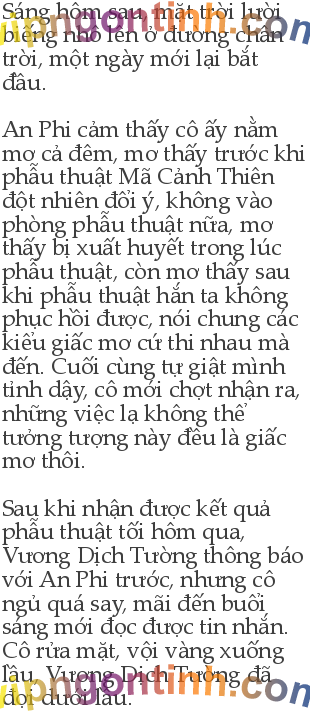 Sáng hôm sau, mặt trời lười
biếng nhô lên ở đường chân
trời, một ngày mới lại bắt
đầu.
An Phi cảm thấy cô ấy nằm
mơ cả đêm, mơ thấy trước khi
phẫu thuật Mã Cảnh Thiên
đột nhiên đổi ý, không vào
phòng phẫu thuật nữa, mơ
thấy bị xuất huyết trong lúc
phẫu thuật, còn mơ thấy sau
khi phẫu thuật hắn ta không
phục hồi được, nói chung các
kiểu giấc mơ cứ thi nhau mà
đến. Cuối cùng tự giật mình
tỉnh dậy, cô mới chợt nhận ra,
những việc lạ không thể
tưởng tượng này đều là giấc
mơ thôi.
Sau khi nhận được kết quả
phẫu thuật tối hôm qua,
Vương Dịch Tường thông báo
với An Phi trước, nhưng cô
ngủ quá say, mãi đến buổi
sáng mới đọc được tin nhắn.
Cô rửa mặt, vội vàng xuống
lầu, Vương Dịch Tường đã
đợi dưới lầu.
vipngontinh.com
vipngontinh.com